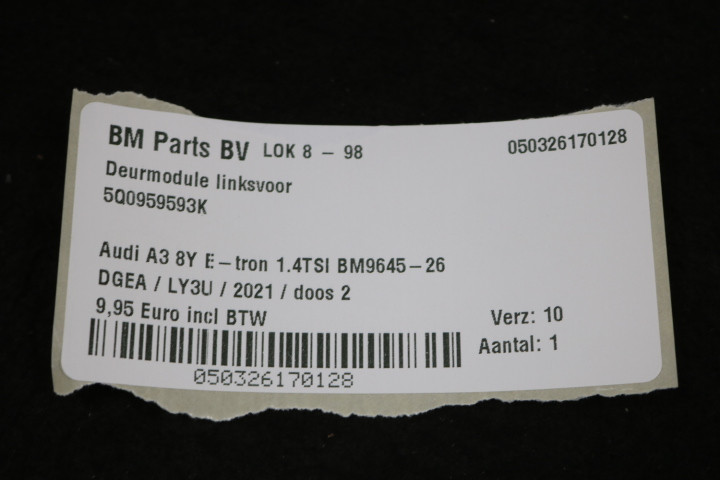 BM Parts BV LOK 8 - 98 050326170128
Deurmodule linksvoor
5Q0959593K
Audi A3 8Y E-tron 1.4TSI BM9645-26
DGEA / LY3U / 2021 / doos 2
9,95 Euro incl BTW Verz: 10
Aantal: 1
050326170128